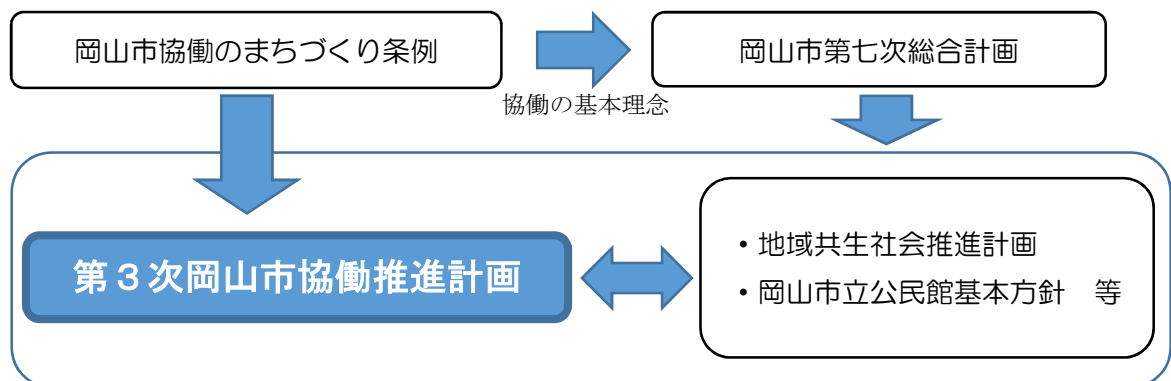 岡山市協働のまちづくり条例
岡山市第七次総合計画
協働の基本理念
第３次岡山市協働推進計画
・地域共生社会推進計画
・岡山市立公民館基本方針　等